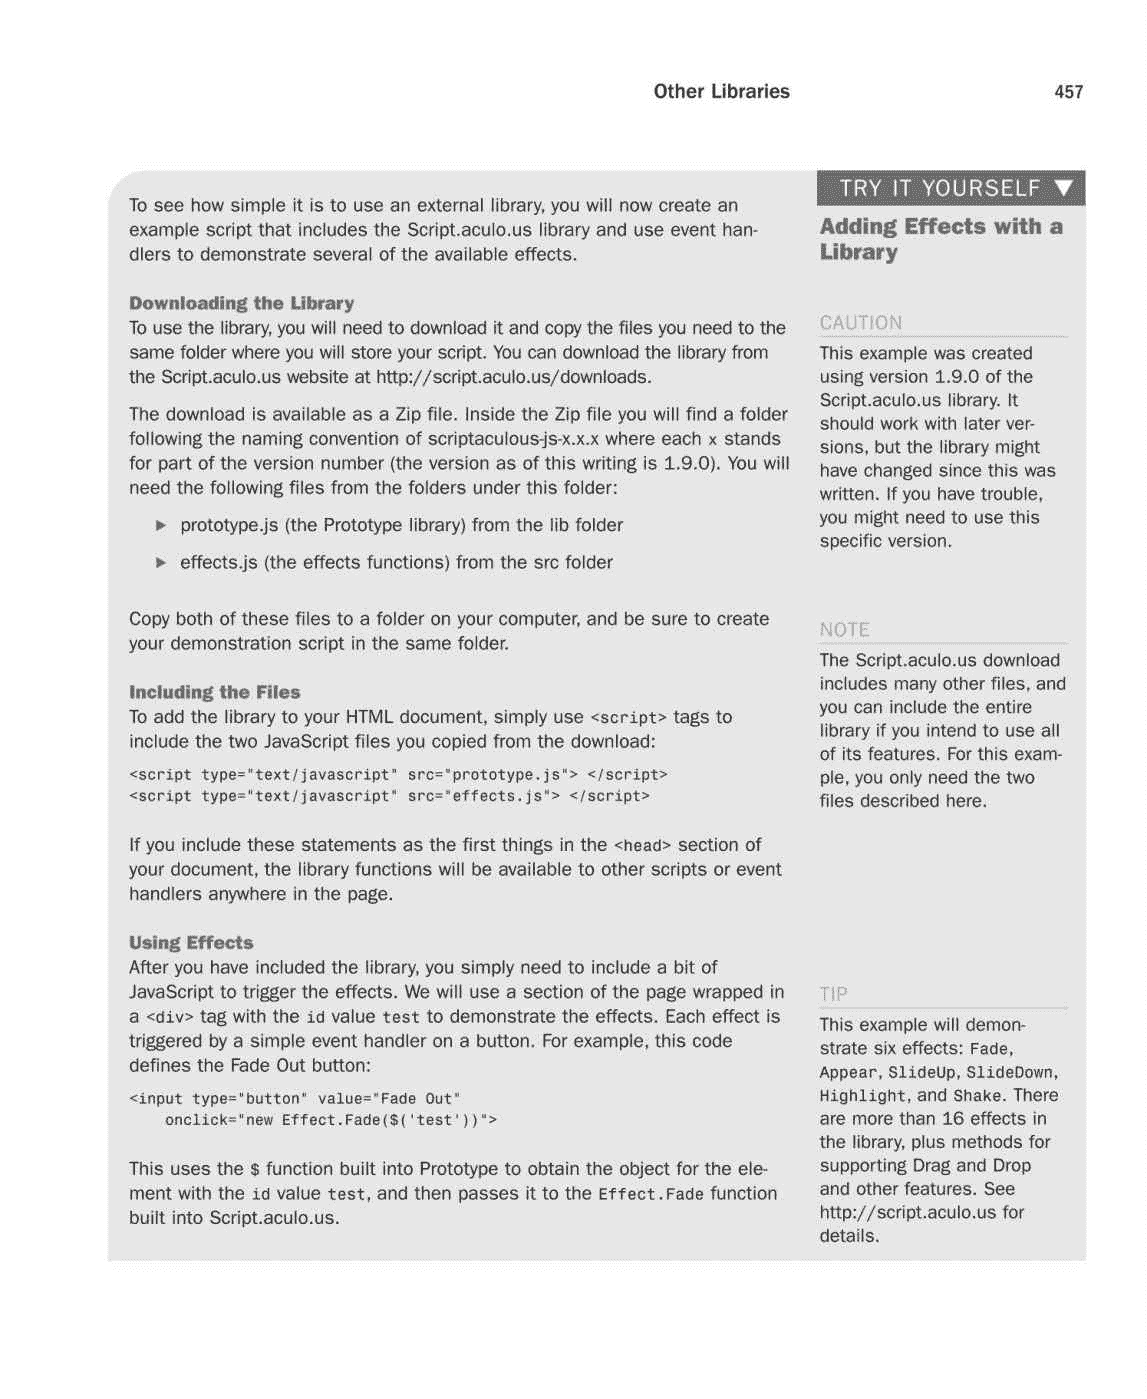 Other Libraries 457
To see how simple it is to use an external library, you will now create an
example script that includes the Script.aculo.us library and use event han-
dlers to demonstrate several of the available effects.
Downloading the Library
To use the library, you will need to download it and copy the files you need to the
same folder where you will store your script. You can download the library from
the Script.aculo.us website at http://script.aculo.us/downloads.
The download is available as a Zip file. Inside the Zip file you will find a folder
following the naming convention of scriptaculous-js-x.x.x where each x stands
for part of the version number (the version as of this writing is 1.9.0). You will
need the following files from the folders under this folder:
▶ prototype.js (the Prototype library) from the lib folder
▶ effects.js (the effects functions) from the src folder
Copy both of these files to a folder on your computer, and be sure to create
your demonstration script in the same folder.
Including the Files
To add the library to your HTML document, simply use <script> tags to
include the two JavaScript files you copied from the download:
<script type="text/javascript" src="prototype.js"> </script>
<script type="text/javascript" src="effects.js"> </script>
If you include these statements as the first things in the <head> section of
your document, the library functions will be available to other scripts or event
handlers anywhere in the page.
Using Effects
After you have included the library, you simply need to include a bit of
JavaScript to trigger the effects. We will use a section of the page wrapped in
a <div> tag with the id value test to demonstrate the effects. Each effect is
triggered by a simple event handler on a button. For example, this code
defines the Fade Out button:
<input type="button" value="Fade Out"
onclick="new Effect.Fade($('test'))">
This uses the $ function built into Prototype to obtain the object for the ele-
ment with the id value test, and then passes it to the Effect.Fade function
built into Script.aculo.us.
TRY IT YOURSELF ▼
Adding Effects with a
Library
CAUTION
This example was created
using version 1.9.0 of the
Script.aculo.us library. It
should work with later ver-
sions, but the library might
have changed since this was
written. If you have trouble,
you might need to use this
specific version.
NOTE
The Script.aculo.us download
includes many other files, and
you can include the entire
library if you intend to use all
of its features. For this exam-
ple, you only need the two
files described here.
TIP
This example will demon-
strate six effects: Fade,
Appear, SlideUp, SlideDown,
Highlight, and Shake. There
are more than 16 effects in
the library, plus methods for
supporting Drag and Drop
and other features. See
http://script.aculo.us for
details.